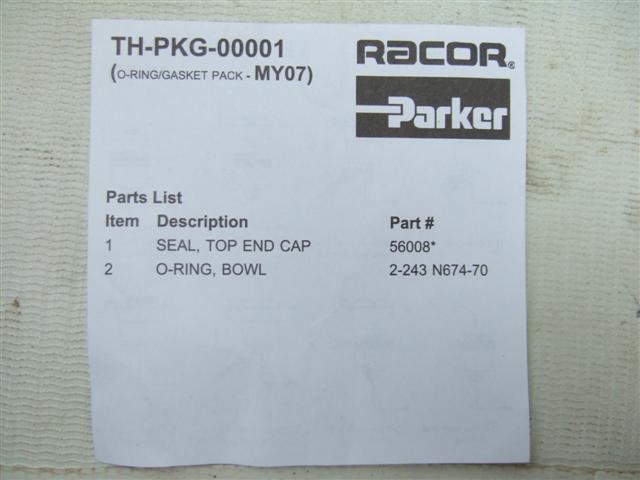 TH-PKG-00001
(O-RING/GASKET PACK - MY07)
RACOR®
Parker
Parts List
Item Description Part #
1 SEAL, TOP END CAP 56008*
2 O-RING, BOWL 2-243 N674-70